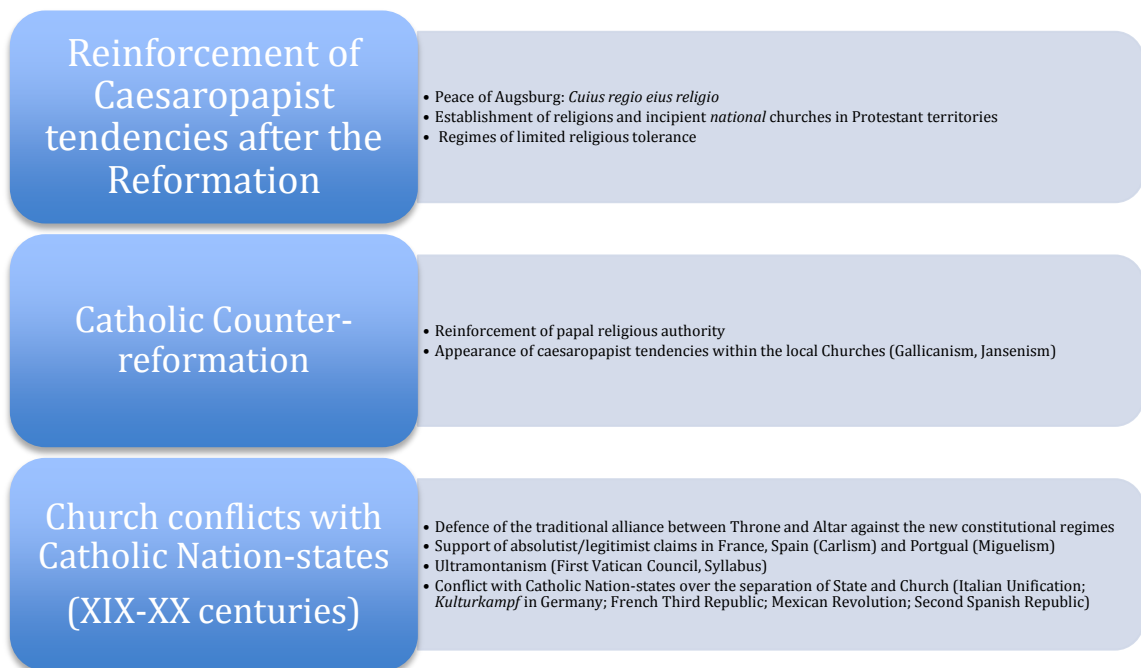 Reinforcement of
Caesaropapist
tendencies after the
Reformation
• Peace of Augsburg: Cuius regio eius religio
• Establishment of religions and incipient national churches in Protestant territories
• Regimes of limited religious tolerance
Catholic Counter-
reformation
• Reinforcement of papal religious authority
• Appearance of caesaropapist tendencies within the local Churches (Gallicanism, Jansenism)
Church conflicts with
Catholic Nation-states
(XIX-XX centuries)
• Defence of the traditional alliance between Throne and Altar against the new constitutional regimes
• Support of absolutist/legitimist claims in France, Spain (Carlism) and Portgual (Miguelism)
• Ultramontanism (First Vatican Council, Syllabus)
• Conflict with Catholic Nation-states over the separation of State and Church (Italian Unification;
Kulturkampf in Germany; French Third Republic; Mexican Revolution; Second Spanish Republic)